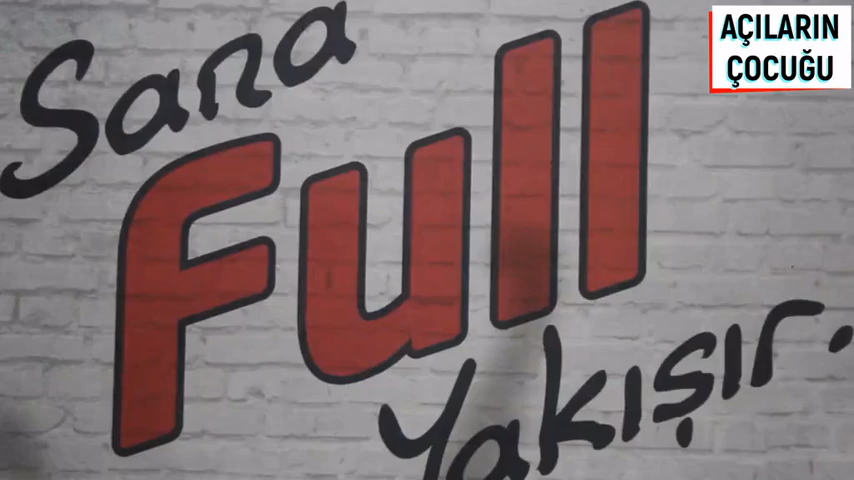 Sana
Full
Yakışır.
AÇILARIN
ÇOCUĞU